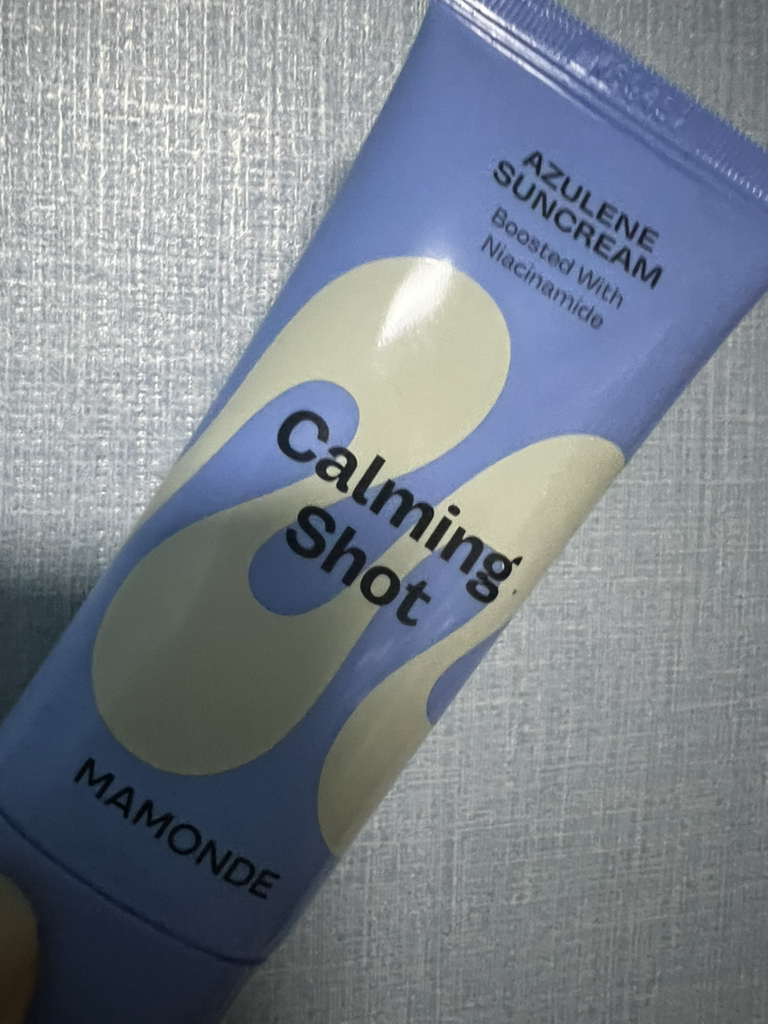 AZULENE
SUNCREAM
Boosted With
Niacinamide
Calming
Shot
MAMONDE